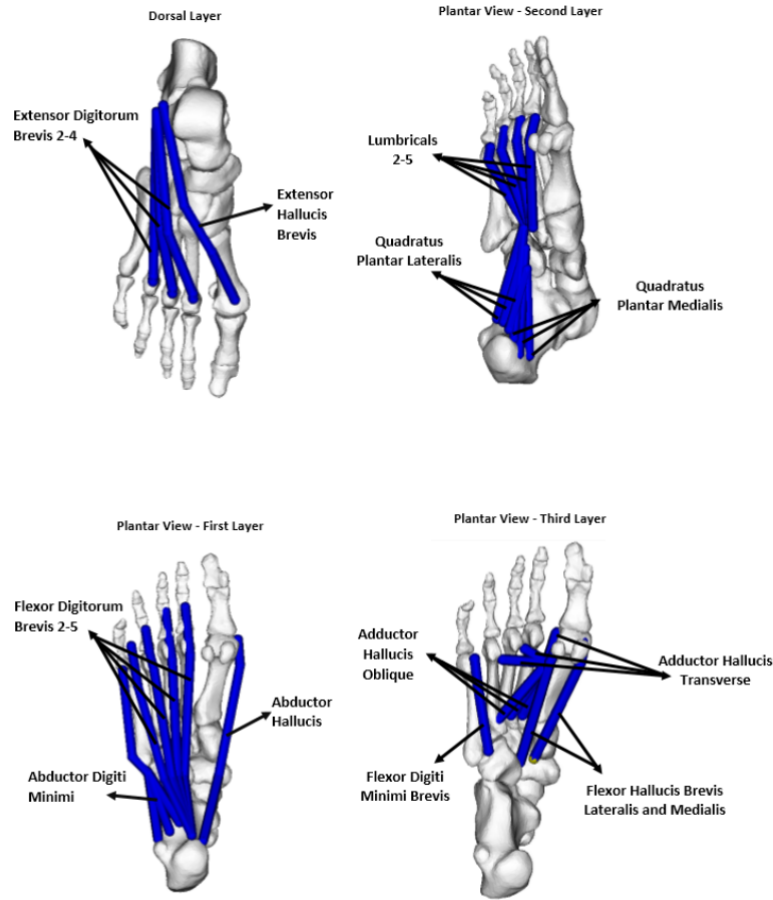 Dorsal Layer
Extensor Digitorum
Brevis 2-4
Extensor
Hallucis
Brevis
Plantar View - Second Layer
Lumbricals
2-5
Quadratus
Plantar Lateralis
Quadratus
Plantar Medialis
Plantar View - First Layer
Flexor Digitorum
Brevis 2-5
Abductor
Hallucis
Abductor Digiti
Minimi
Plantar View - Third Layer
Adductor
Hallucis
Oblique
Adductor Hallucis
Transverse
Flexor Digiti
Minimi Brevis
Flexor Hallucis Brevis
Lateralis and Medialis